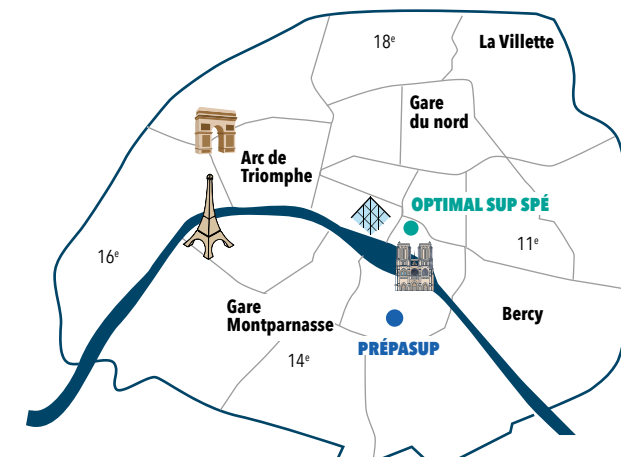 18e
La Villette
Gare
du nord
Arc de
Triomphe
OPTIMAL SUP SPÉ
11e
16e
Gare
Montparnasse
Bercy
PRÉPASUP
14e